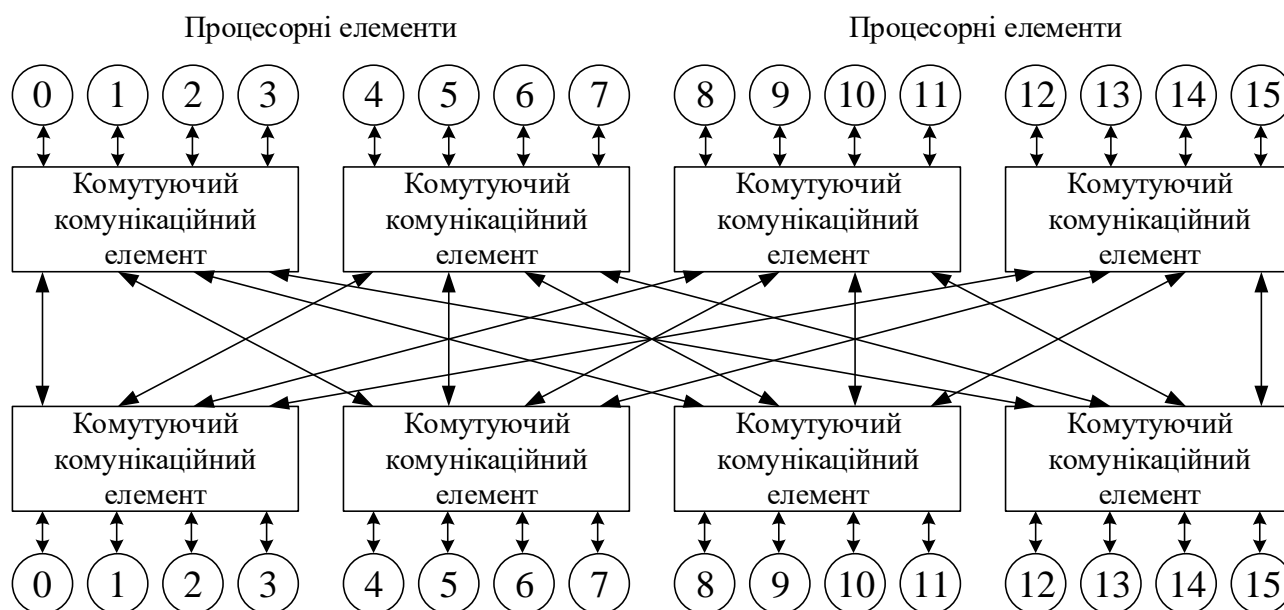 Процесорні елементи Процесорні елементи
0 1 2 3 4 5 6 7 8 9 10 11 12 13 14 15
Комутуючий Комутуючий Комутуючий Комутуючий
комунікаційний комунікаційний комунікаційний комунікаційний
елемент елемент елемент елемент
Комутуючий Комутуючий Комутуючий Комутуючий
комунікаційний комунікаційний комунікаційний комунікаційний
елемент елемент елемент елемент
0 1 2 3 4 5 6 7 8 9 10 11 12 13 14 15